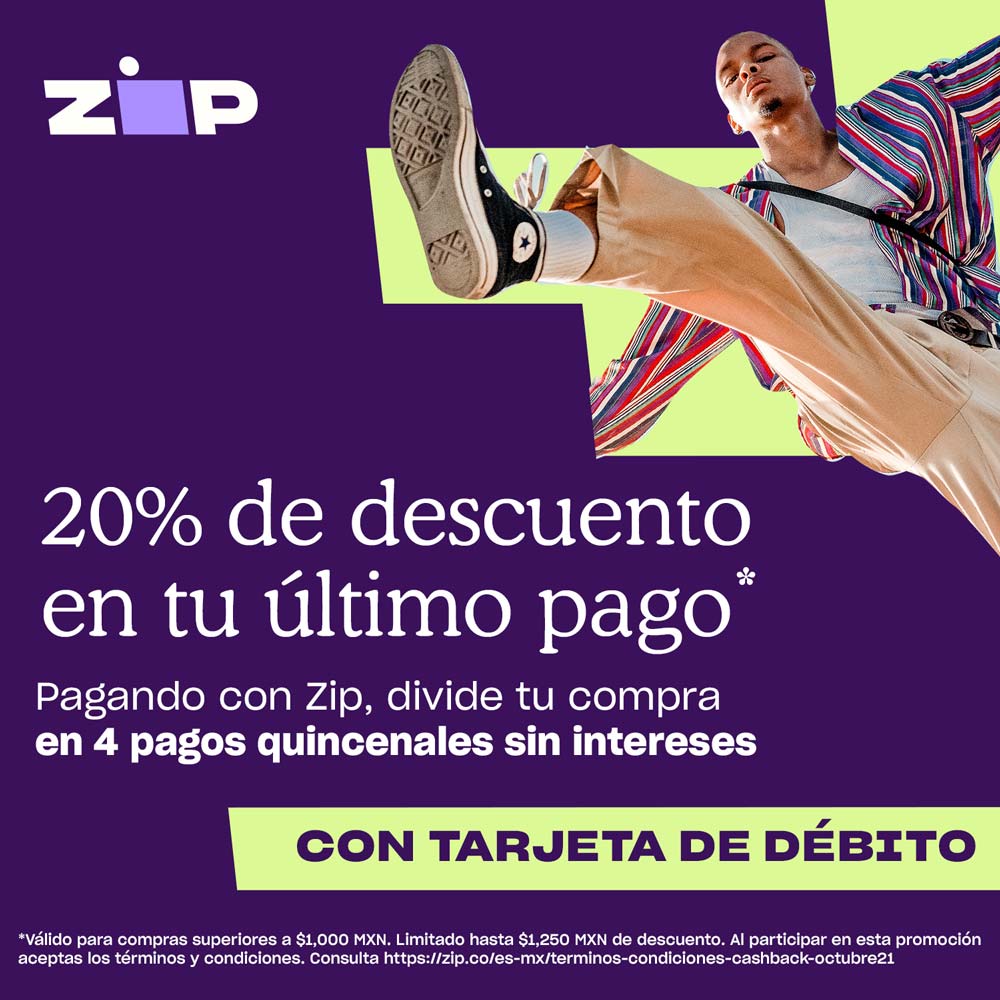 zip
20% de descuento
en tu último pago*
Pagando con Zip, divide tu compra
en 4 pagos quincenales sin intereses
CON TARJETA DE DÉBITO
*Válido para compras superiores a $1,000 MXN. Limitado hasta $1,250 MXN de descuento. Al participar en esta promoción
aceptas los términos y condiciones. Consulta https://zip.co/es-mx/terminos-condiciones-cashback-octubre21